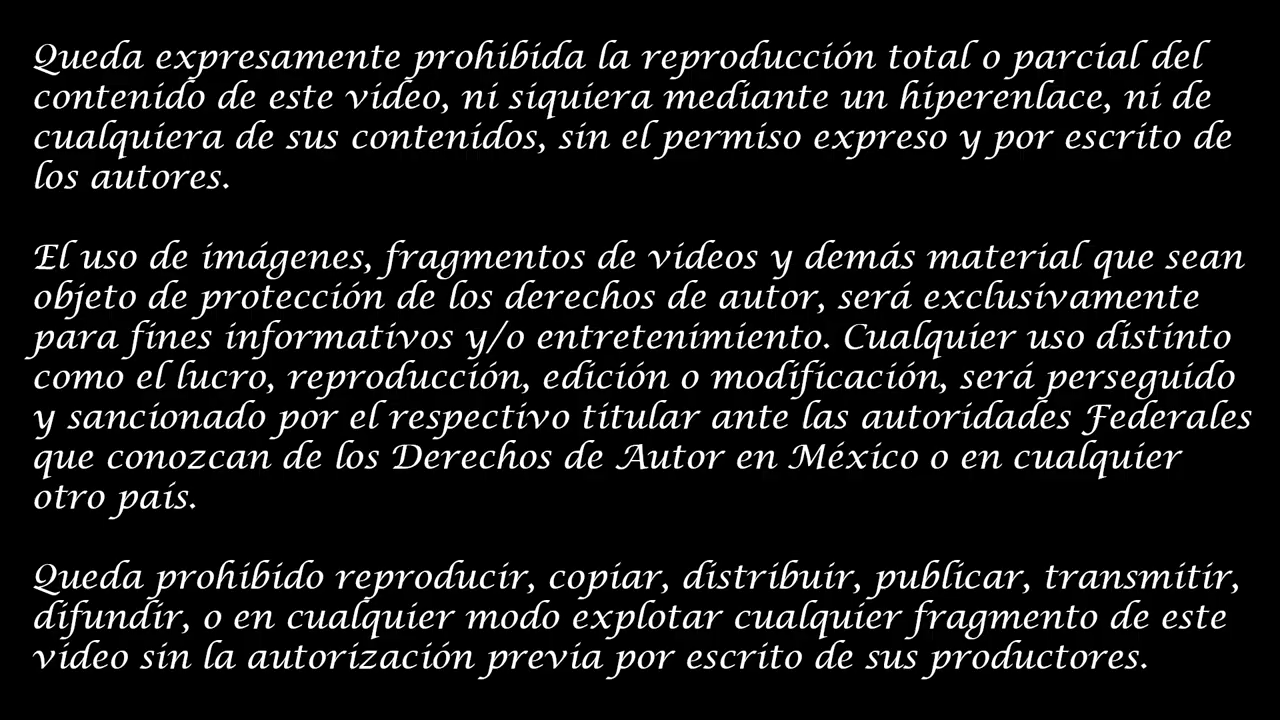 Queda expresamente prohibida la reproducción total o parcial del
contenido de este video, ni siquiera mediante un hiperenlace, ni de
cualquiera de sus contenidos, sin el permiso expreso y por escrito de
los autores.
El uso de imágenes, fragmentos de videos y demás material que sean
objeto de protección de los derechos de autor, será exclusivamente
para fines informativos y/o entretenimiento. Cualquier uso distinto
como el lucro, reproducción, edición o modificación, será perseguido
y sancionado por el respectivo titular ante las autoridades Federales
que conozcan de los Derechos de Autor en México o en cualquier
otro país.
Queda prohibido reproducir, copiar, distribuir, publicar, transmitir,
difundir, o en cualquier modo explotar cualquier fragmento de este
video sin la autorización previa por escrito de sus productores.